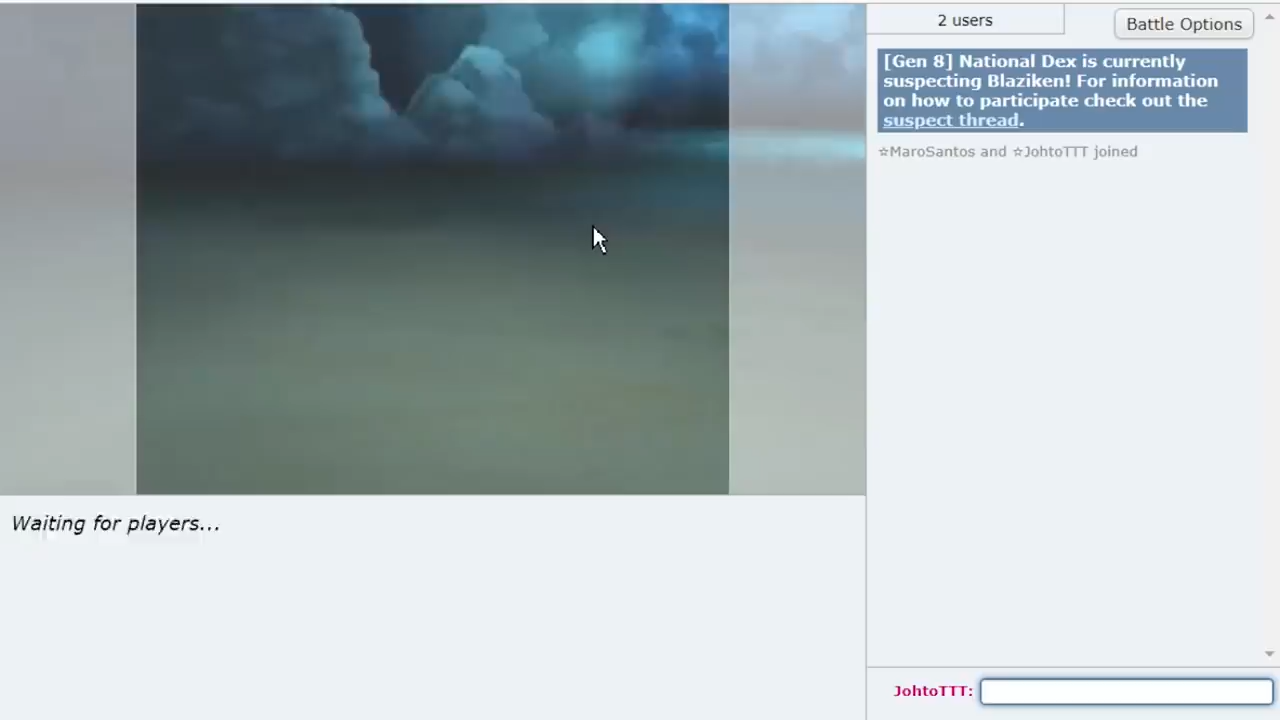 2 users
Battle Options
[Gen 8] National Dex is currently
suspecting Blaziken! For information
on how to participate check out the
suspect thread.
☆MaroSantos and ☆JohtoTTT joined
Waiting for players...
JohtoTTT: